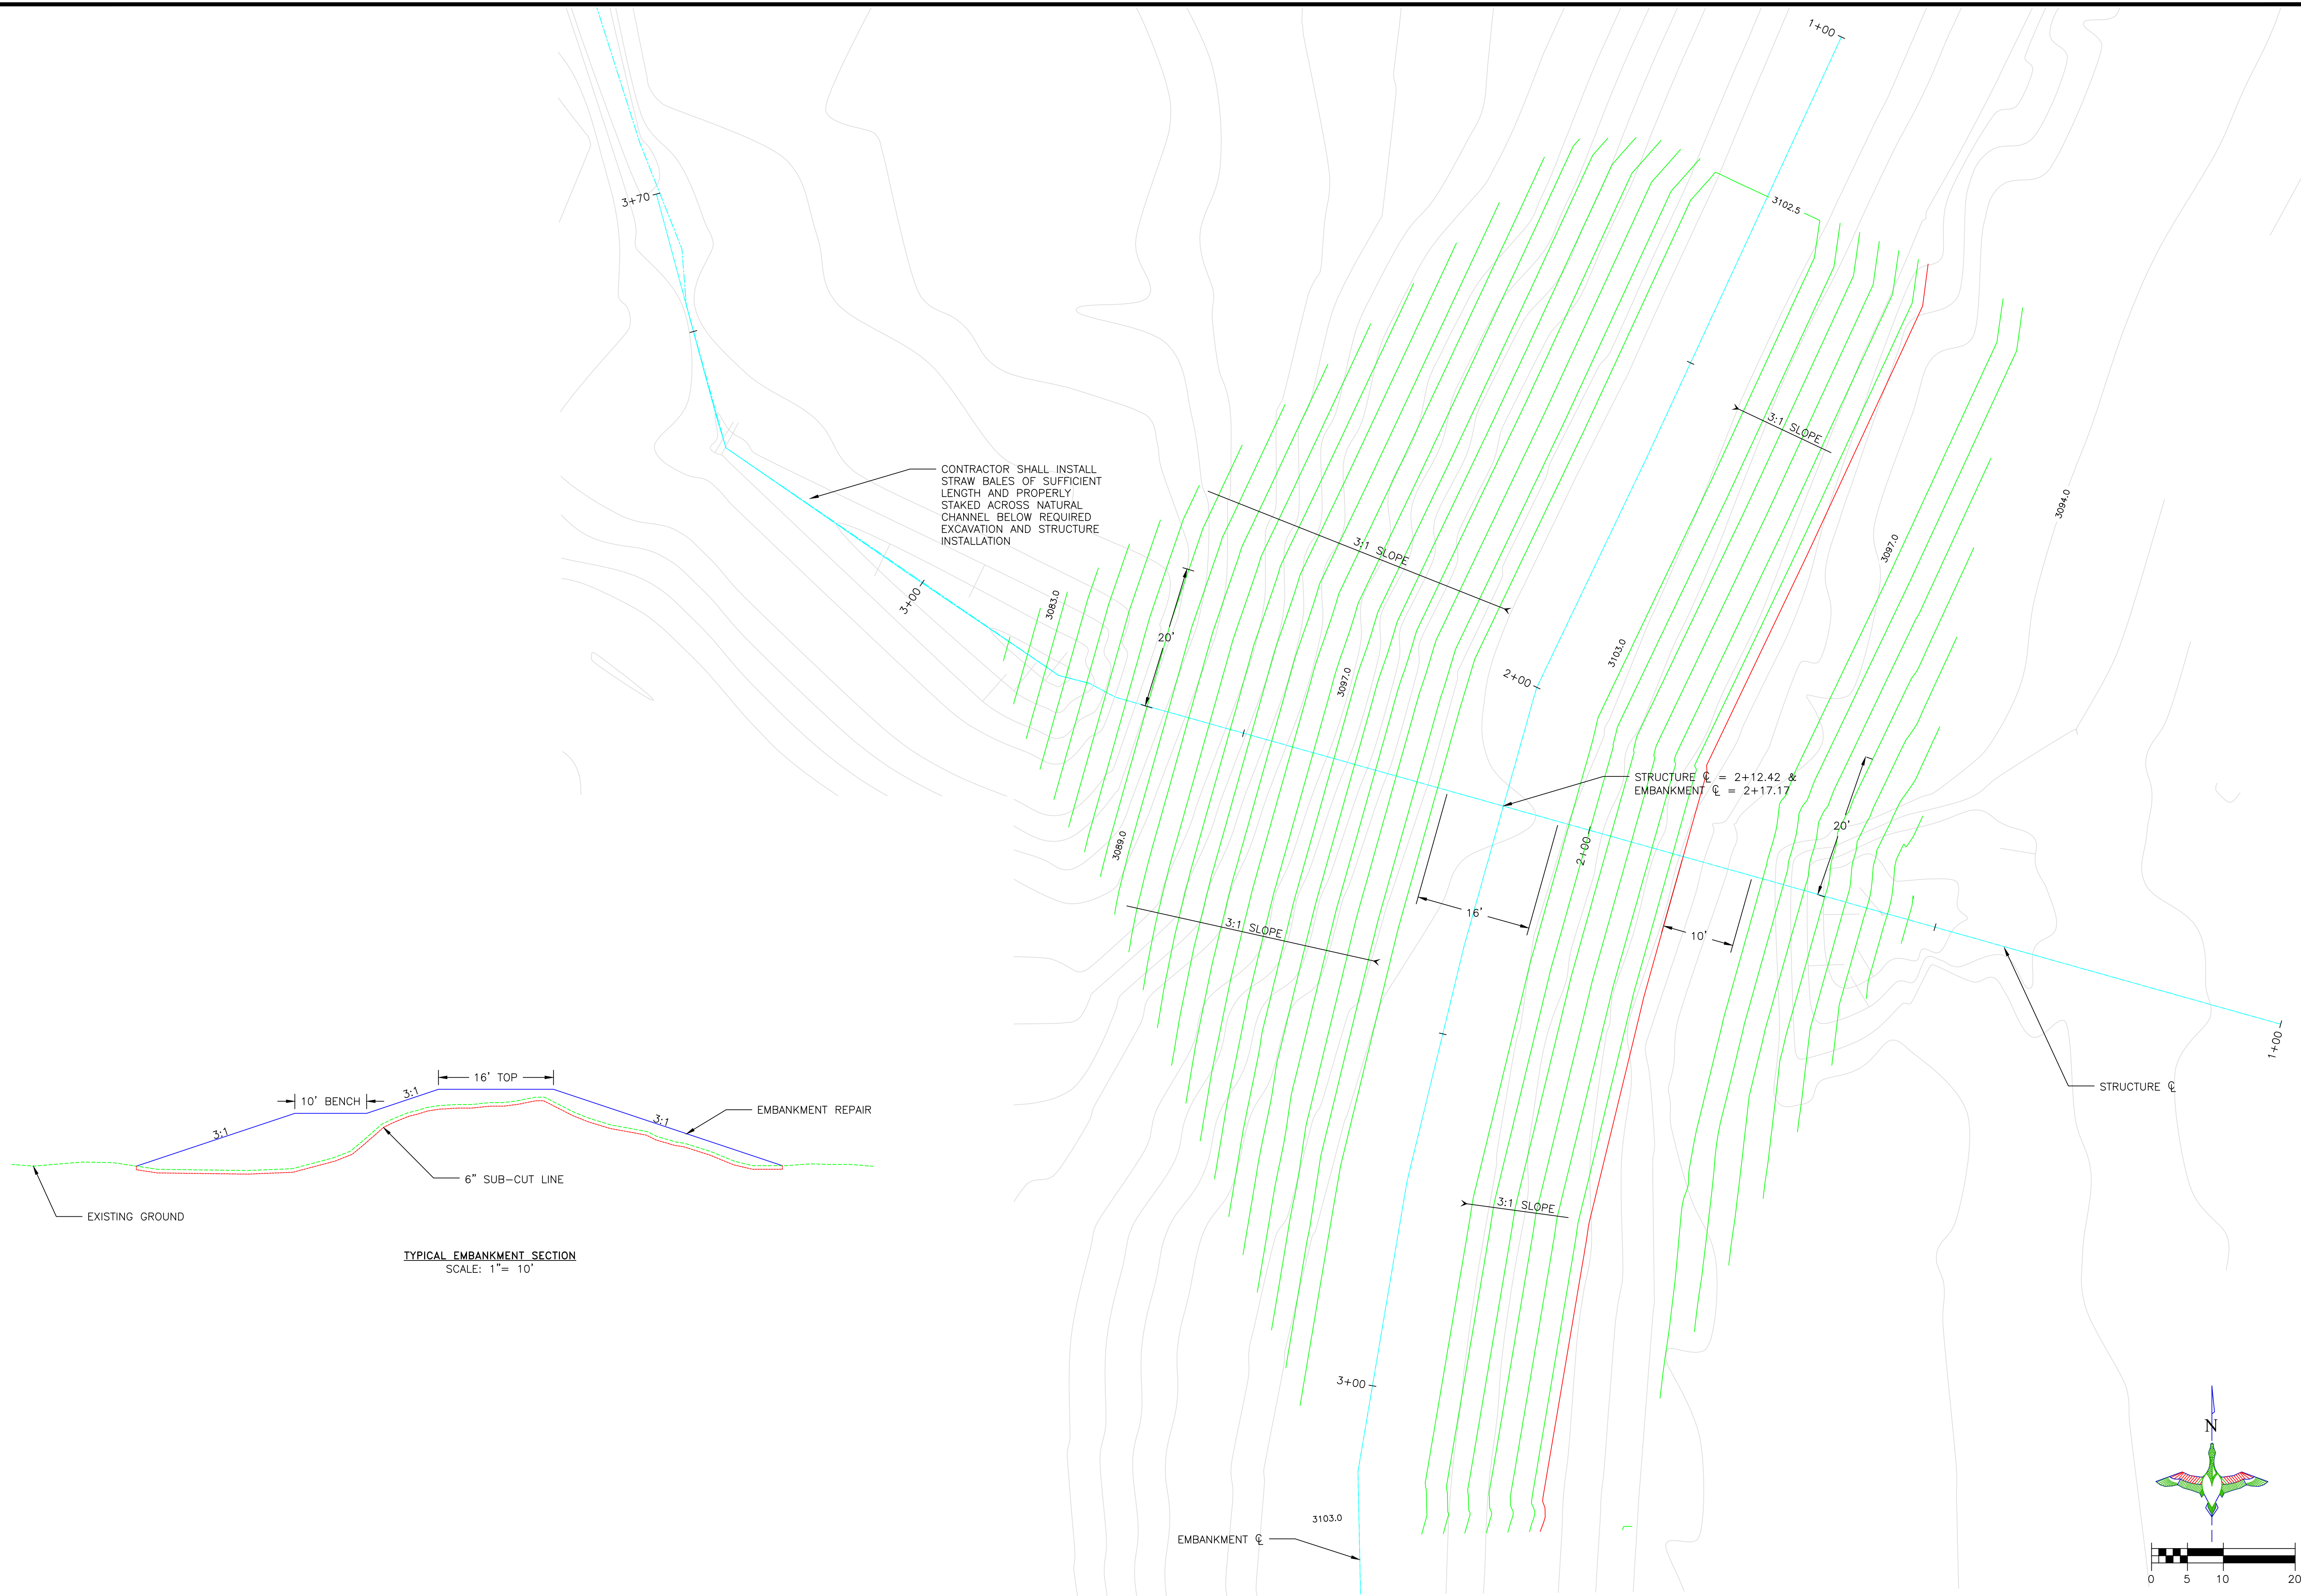 1+00
3+70
3102.5
3:1 SLOPE
CONTRACTOR SHALL INSTALL
STRAW BALES OF SUFFICIENT
LENGTH AND PROPERLY
STAKED ACROSS NATURAL
CHANNEL BELOW REQUIRED
EXCAVATION AND STRUCTURE
INSTALLATION
3094.0
3:1 SLOPE
3097.0
3+00
3083.0
20'
3103.0
3097.0
2+00
STRUCTURE ℄ = 2+12.42 &
EMBANKMENT ℄ = 2+17.17
20'
3089.0
2+00
16'
3:1 SLOPE
10'
1+00
STRUCTURE ℄
16' TOP
10' BENCH
3:1
3:1
3:1
EMBANKMENT REPAIR
6" SUB-CUT LINE
EXISTING GROUND
3:1 SLOPE
TYPICAL EMBANKMENT SECTION
SCALE: 1"= 10'
3+00
N
3103.0
EMBANKMENT ℄
0 5 10 20